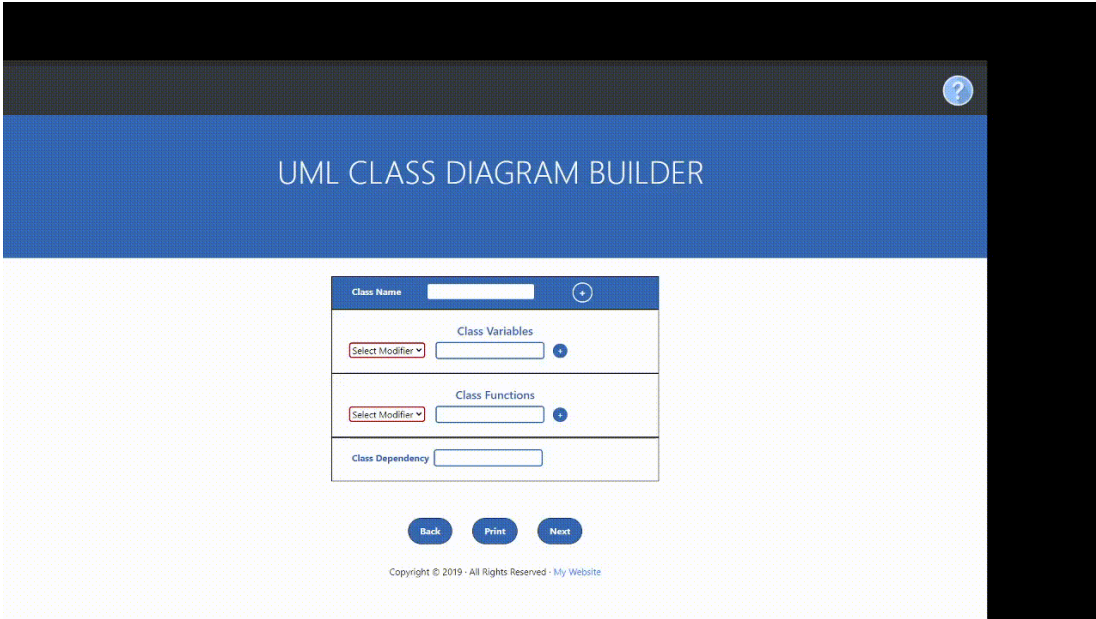 ?
UML CLASS DIAGRAM BUILDER
Class Name +
Class Variables
Select Modifier +
Class Functions
Select Modifier +
Class Dependency
Back Print Next
Copyright © 2019 - All Rights Reserved - My Website